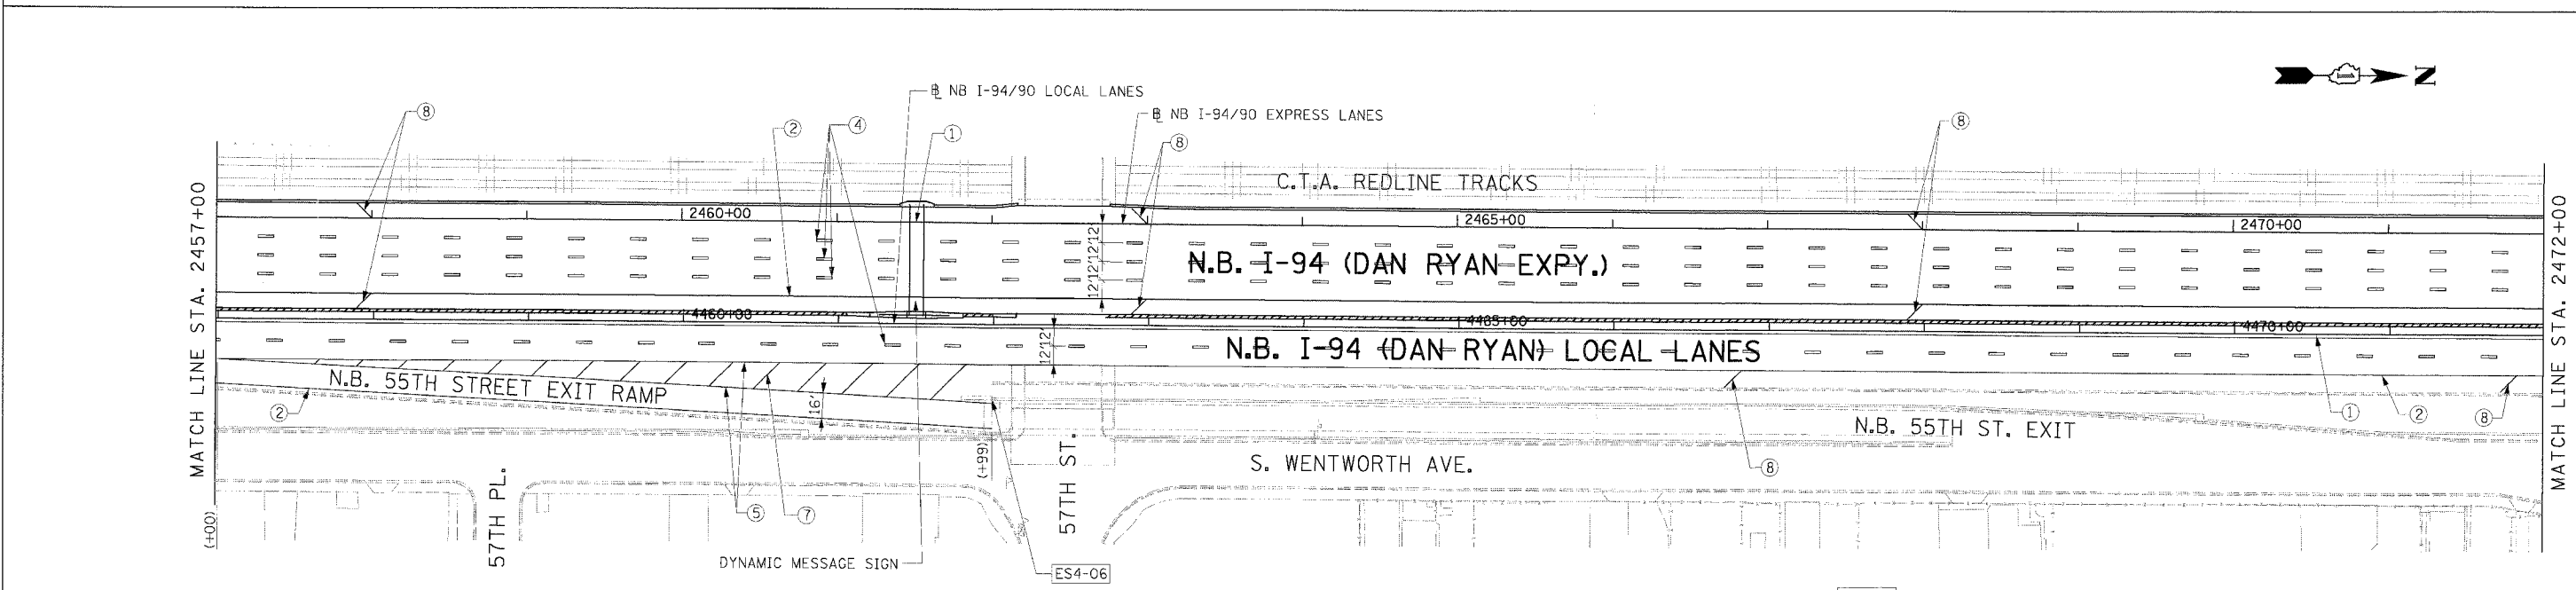 N
℄ NB I-94/90 LOCAL LANES
℄ NB I-94/90 EXPRESS LANES
8
2
4
1
8
8
C.T.A. REDLINE TRACKS
MATCH LINE STA. 2457+00
MATCH LINE STA. 2472+00
2460+00
2465+00
2470+00
12'12'12'12'
N.B. I-94 (DAN RYAN EXPY.)
4460+00
4465+00
4470+00
12'12'
N.B. I-94 (DAN RYAN) LOCAL LANES
N.B. 55TH STREET EXIT RAMP
16'
2
5
7
(+99)
(+00)
57TH PL.
57TH ST.
S. WENTWORTH AVE.
N.B. 55TH ST. EXIT
1
2
8
8
DYNAMIC MESSAGE SIGN
ES4-06